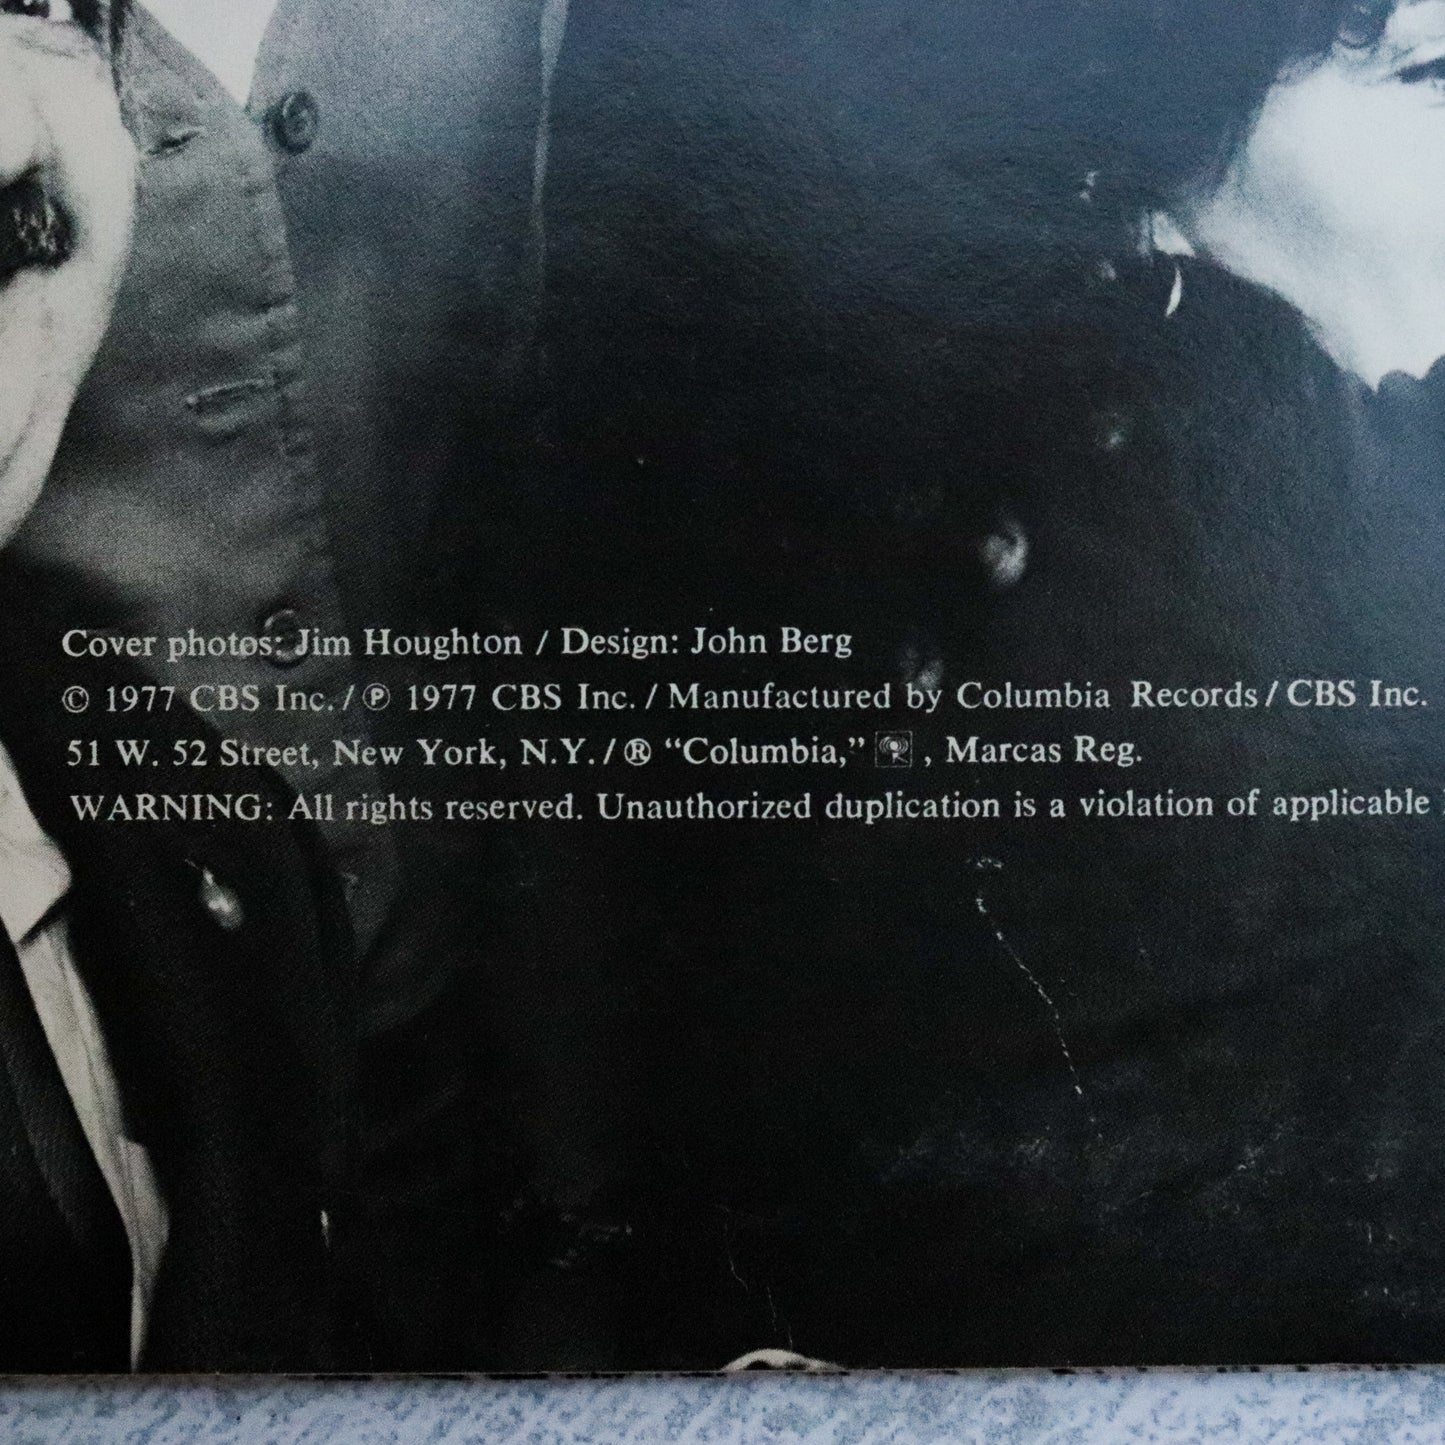 Cover photos: Jim Houghton / Design: John Berg
© 1977 CBS Inc. / ℗ 1977 CBS Inc. / Manufactured by Columbia Records / CBS Inc.
51 W. 52 Street, New York, N.Y. / ® “Columbia,” , Marcas Reg.
WARNING: All rights reserved. Unauthorized duplication is a violation of applicable